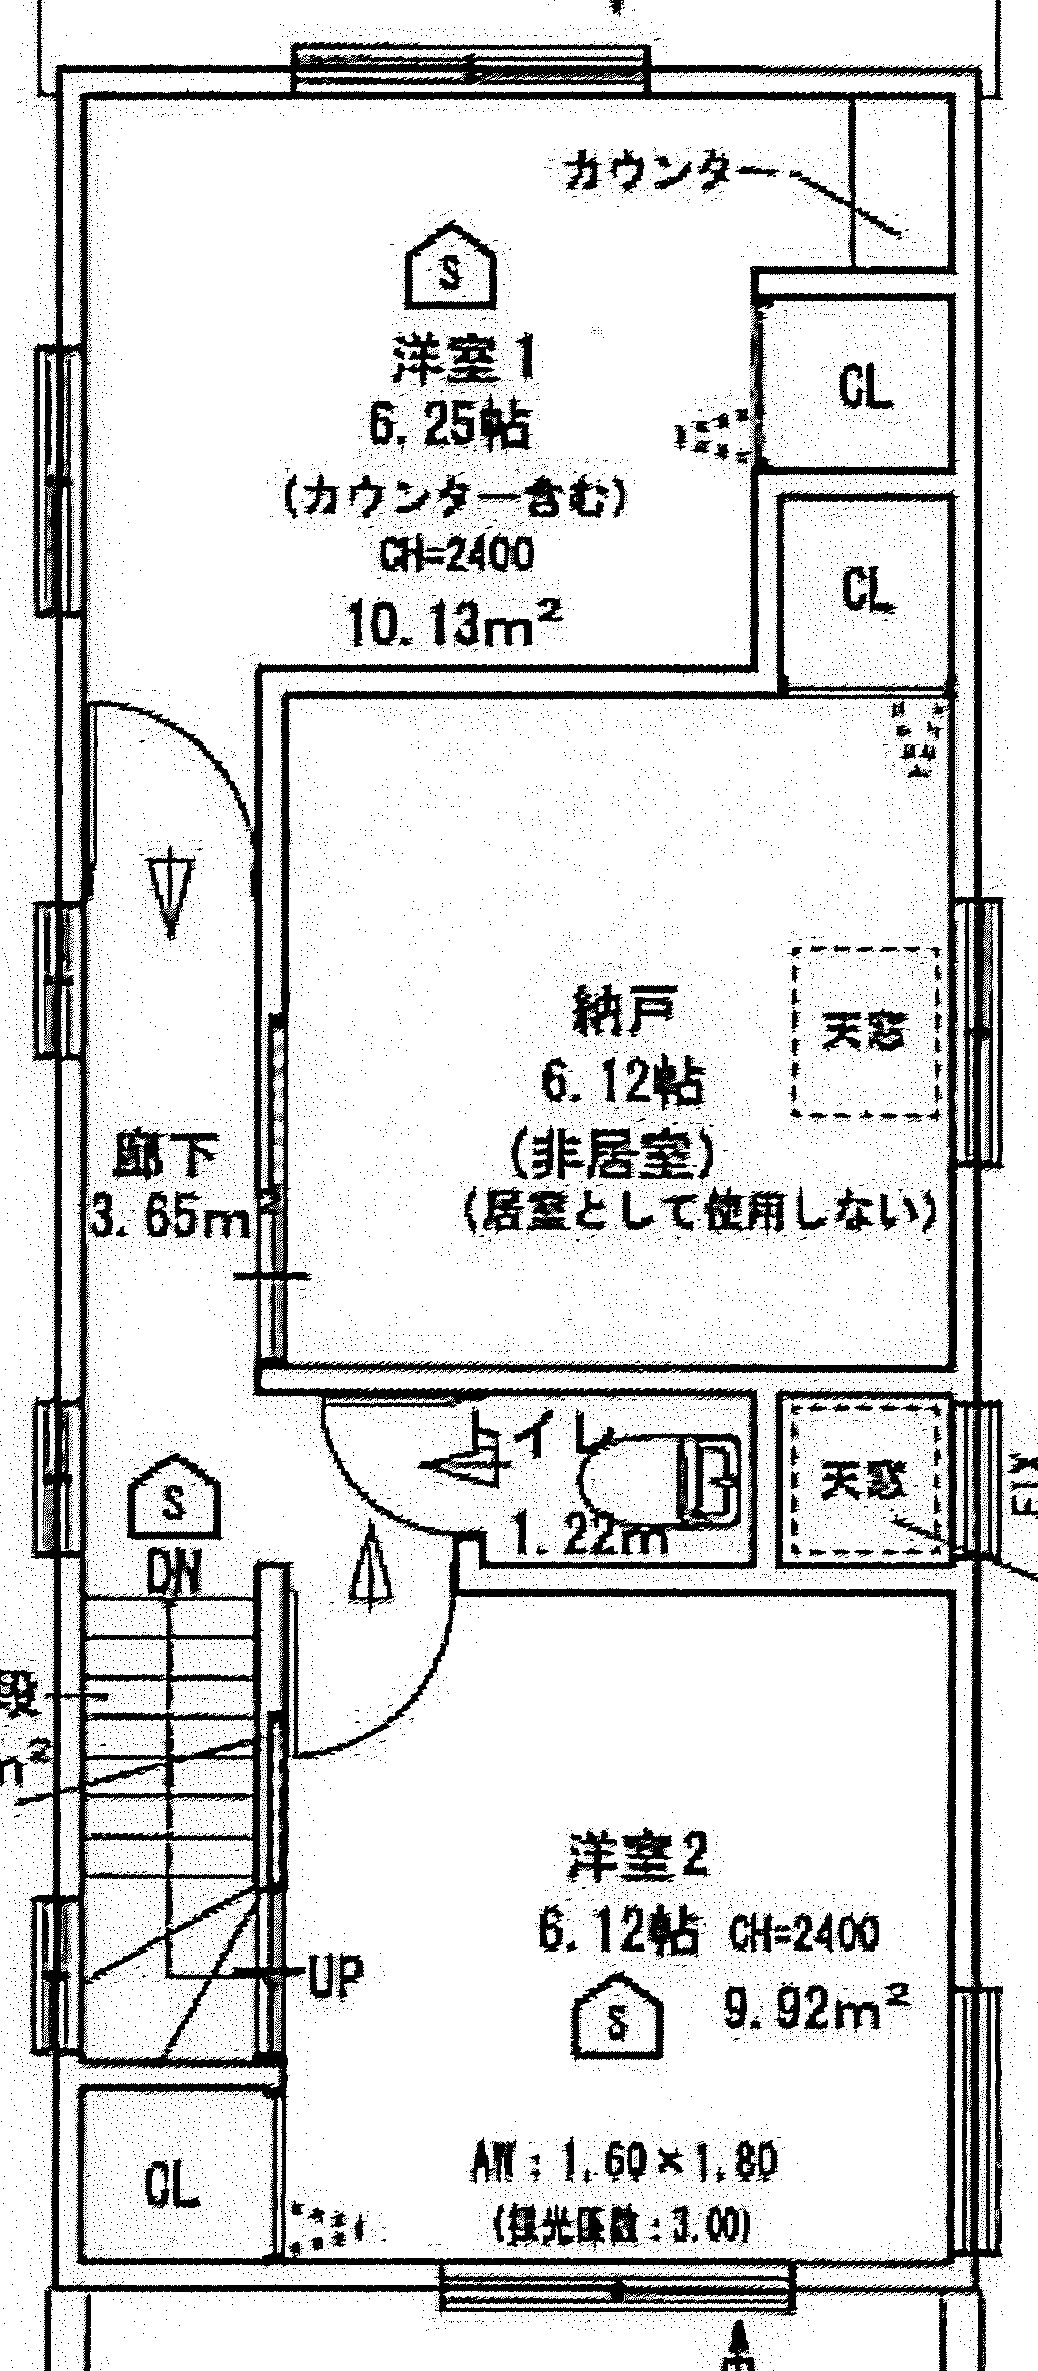 カウンター
S
洋室1
6.25帖
(カウンター含む)
CH=2400
10.13m²
CL
CL
納戸
6.12帖
(非居室)
(居室として使用しない)
天窓
廊下
3.65m²
トイレ
1.22m
天窓
FIX
S
DN
段
m²
UP
洋室2
6.12帖 CH=2400
9.92m²
S
CL
AW:1.60×1.80
(採光係数:3.00)